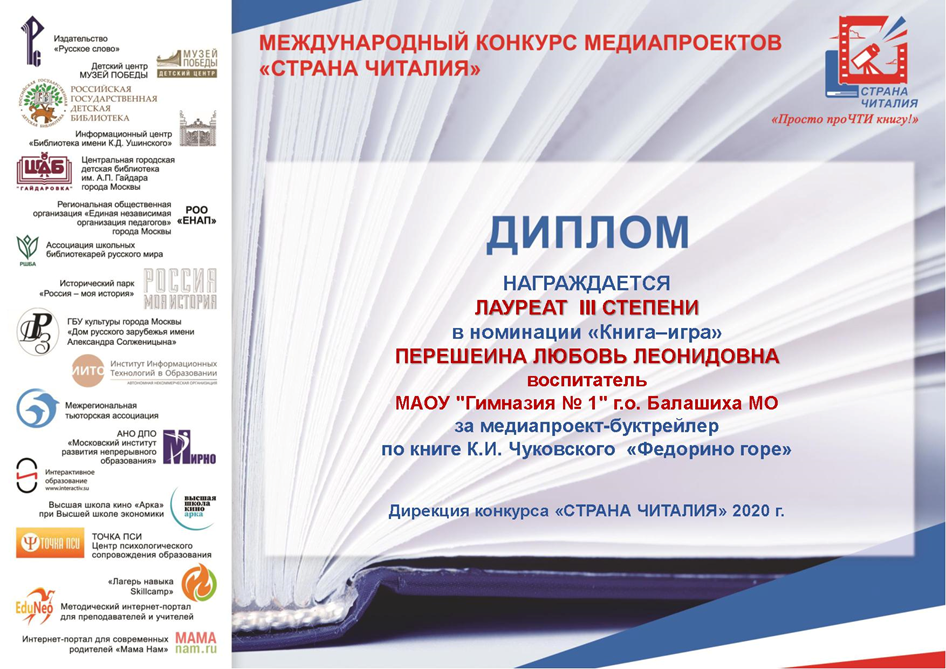 Издательство
«Русское слово»
Детский центр
МУЗЕЙ ПОБЕДЫ
МУЗЕЙ
ПОБЕДЫ
ДЕТСКИЙ ЦЕНТР
РОССИЙСКАЯ
ГОСУДАРСТВЕННАЯ
ДЕТСКАЯ
БИБЛИОТЕКА
Информационный центр
«Библиотека имени К.Д. Ушинского»
ЦГДБ
"ГАЙДАРОВКА"
Центральная городская
детская библиотека
им. А.П. Гайдара
города Москвы
Региональная общественная
организация «Единая независимая
организация педагогов»
города Москвы
РОО
«ЕНАП»
РШБА
Ассоциация школьных
библиотекарей русского мира
Исторический парк
«Россия – моя история»
РОССИЯ
МОЯ ИСТОРИЯ
ГБУ культуры города Москвы
«Дом русского зарубежья имени
Александра Солженицына»
ИИТО
Институт Информационных
Технологий в Образовании
АВТОНОМНАЯ НЕКОММЕРЧЕСКАЯ ОРГАНИЗАЦИЯ
Межрегиональная
тьюторская ассоциация
АНО ДПО
«Московский институт
развития непрерывного
образования»
МИРНО
Интерактивное
образование
www.interactiv.su
Высшая школа кино «Арка»
при Высшей школе экономики
высшая
школа
кино
арка
ТОЧКА ПСИ
ТОЧКА ПСИ
Центр психологического
сопровождения образования
«Лагерь навыка
Skillcamp»
EduNeo
Методический интернет-портал
для преподавателей и учителей
Интернет-портал для современных
родителей «Мама Нам»
МАМА
nam.ru
МЕЖДУНАРОДНЫЙ КОНКУРС МЕДИАПРОЕКТОВ
«СТРАНА ЧИТАЛИЯ»
СТРАНА
ЧИТАЛИЯ
«Просто проЧТИ книгу!»
ДИПЛОМ
НАГРАЖДАЕТСЯ
ЛАУРЕАТ III СТЕПЕНИ
в номинации «Книга–игра»
ПЕРЕШЕИНА ЛЮБОВЬ ЛЕОНИДОВНА
воспитатель
МАОУ "Гимназия № 1" г.о. Балашиха МО
за медиапроект-буктрейлер
по книге К.И. Чуковского «Федорино горе»
Дирекция конкурса «СТРАНА ЧИТАЛИЯ» 2020 г.